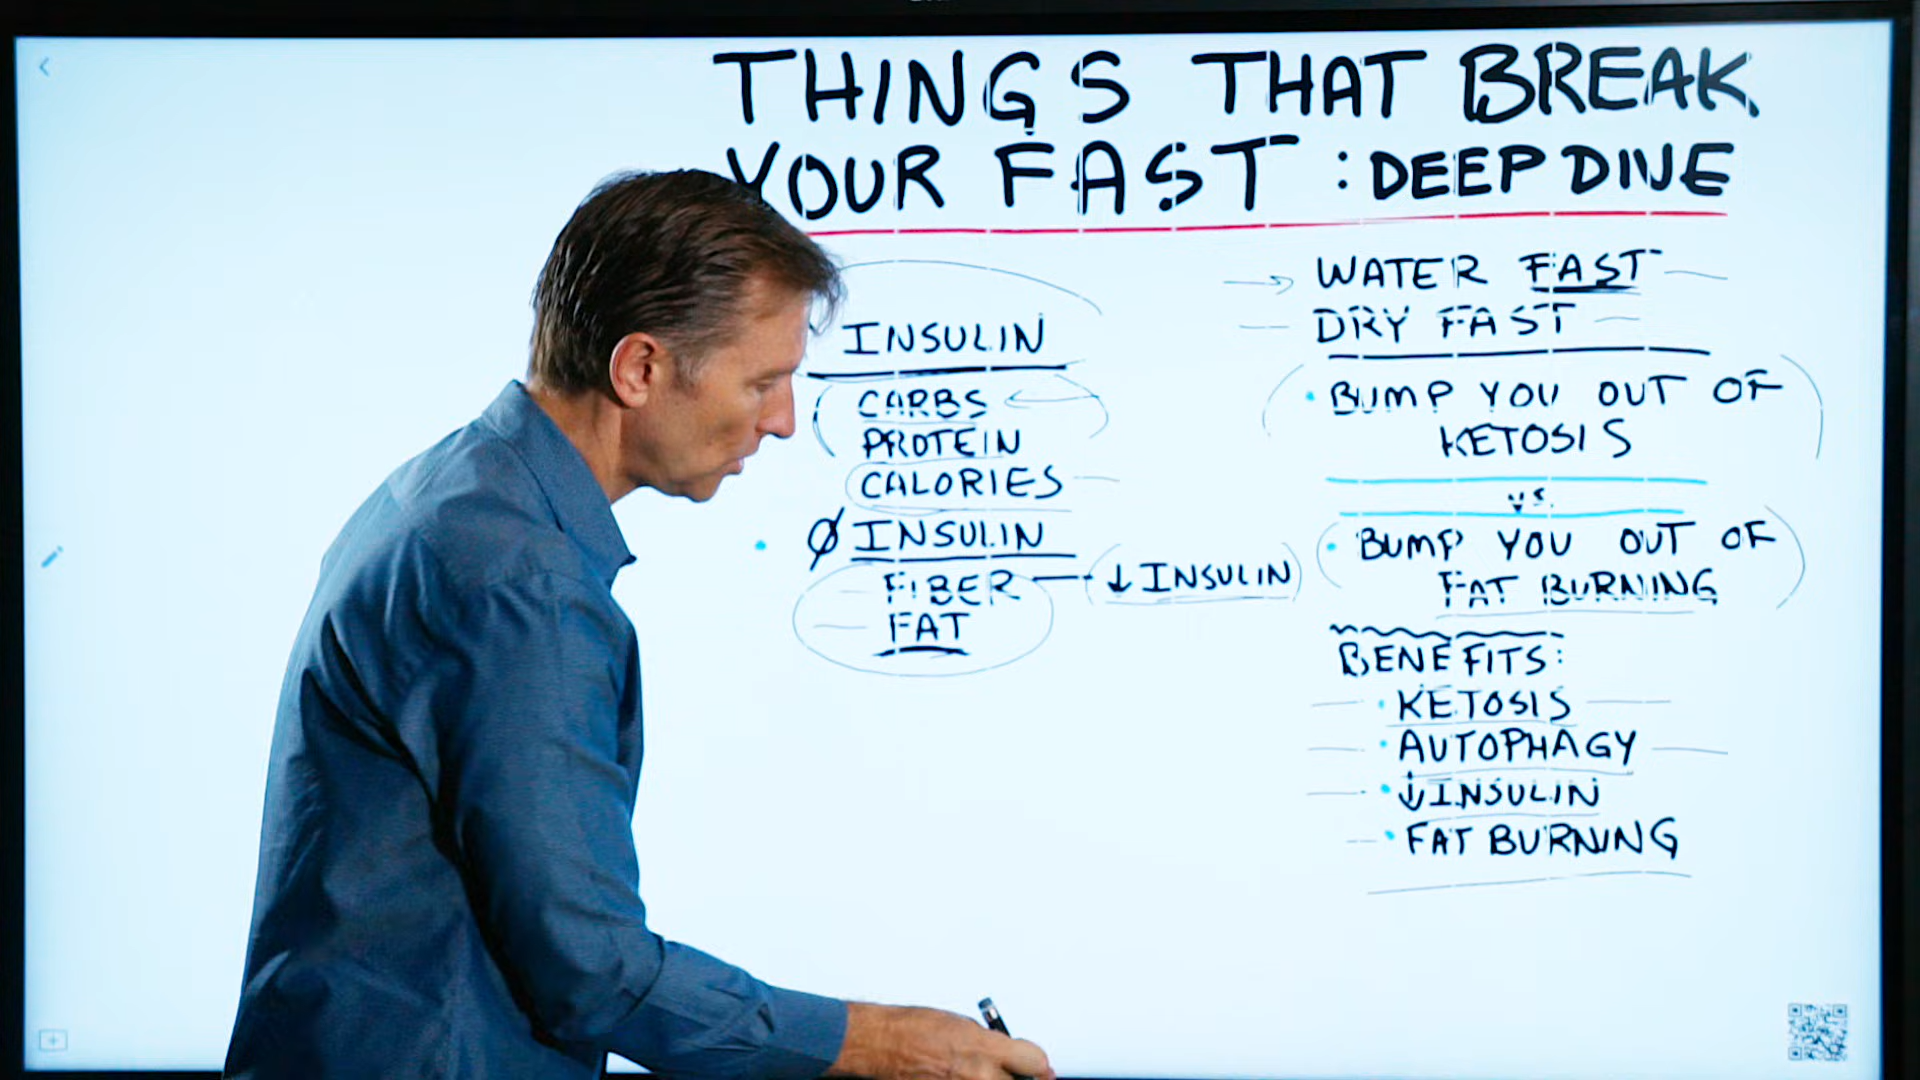 THINGS THAT BREAK
YOUR FAST : DEEP DIVE
INSULIN
CARBS
PROTEIN
CALORIES
Ø INSULIN
FIBER — ↓ INSULIN
FAT
→ WATER FAST
DRY FAST
• BUMP YOU OUT OF
KETOSIS
vs.
• BUMP YOU OUT OF
FAT BURNING
BENEFITS:
• KETOSIS
• AUTOPHAGY
• ↓ INSULIN
• FAT BURNING